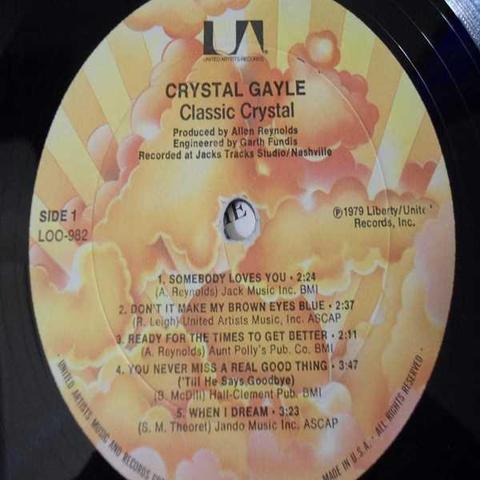 UA
UNITED ARTISTS RECORDS
CRYSTAL GAYLE
Classic Crystal
Produced by Allen Reynolds
Engineered by Garth Fundis
Recorded at Jacks Tracks Studio/Nashville
SIDE 1
LOO-982
℗1979 Liberty/Unite
Records, Inc.
1. SOMEBODY LOVES YOU • 2:24
(A. Reynolds) Jack Music Inc. BMI
2. DON'T IT MAKE MY BROWN EYES BLUE • 2:37
(R. Leigh) United Artists Music, Inc. ASCAP
3. READY FOR THE TIMES TO GET BETTER • 2:11
(A. Reynolds) Aunt Polly's Pub. Co. BMI
4. YOU NEVER MISS A REAL GOOD THING • 3:47
('Till He Says Goodbye)
(B. McDill) Hall-Clement Pub. BMI
5. WHEN I DREAM • 3:23
(S. M. Theoret) Jando Music Inc. ASCAP
UNITED ARTISTS MUSIC AND RECORDS
MADE IN U.S.A. • ALL RIGHTS RESERVED •